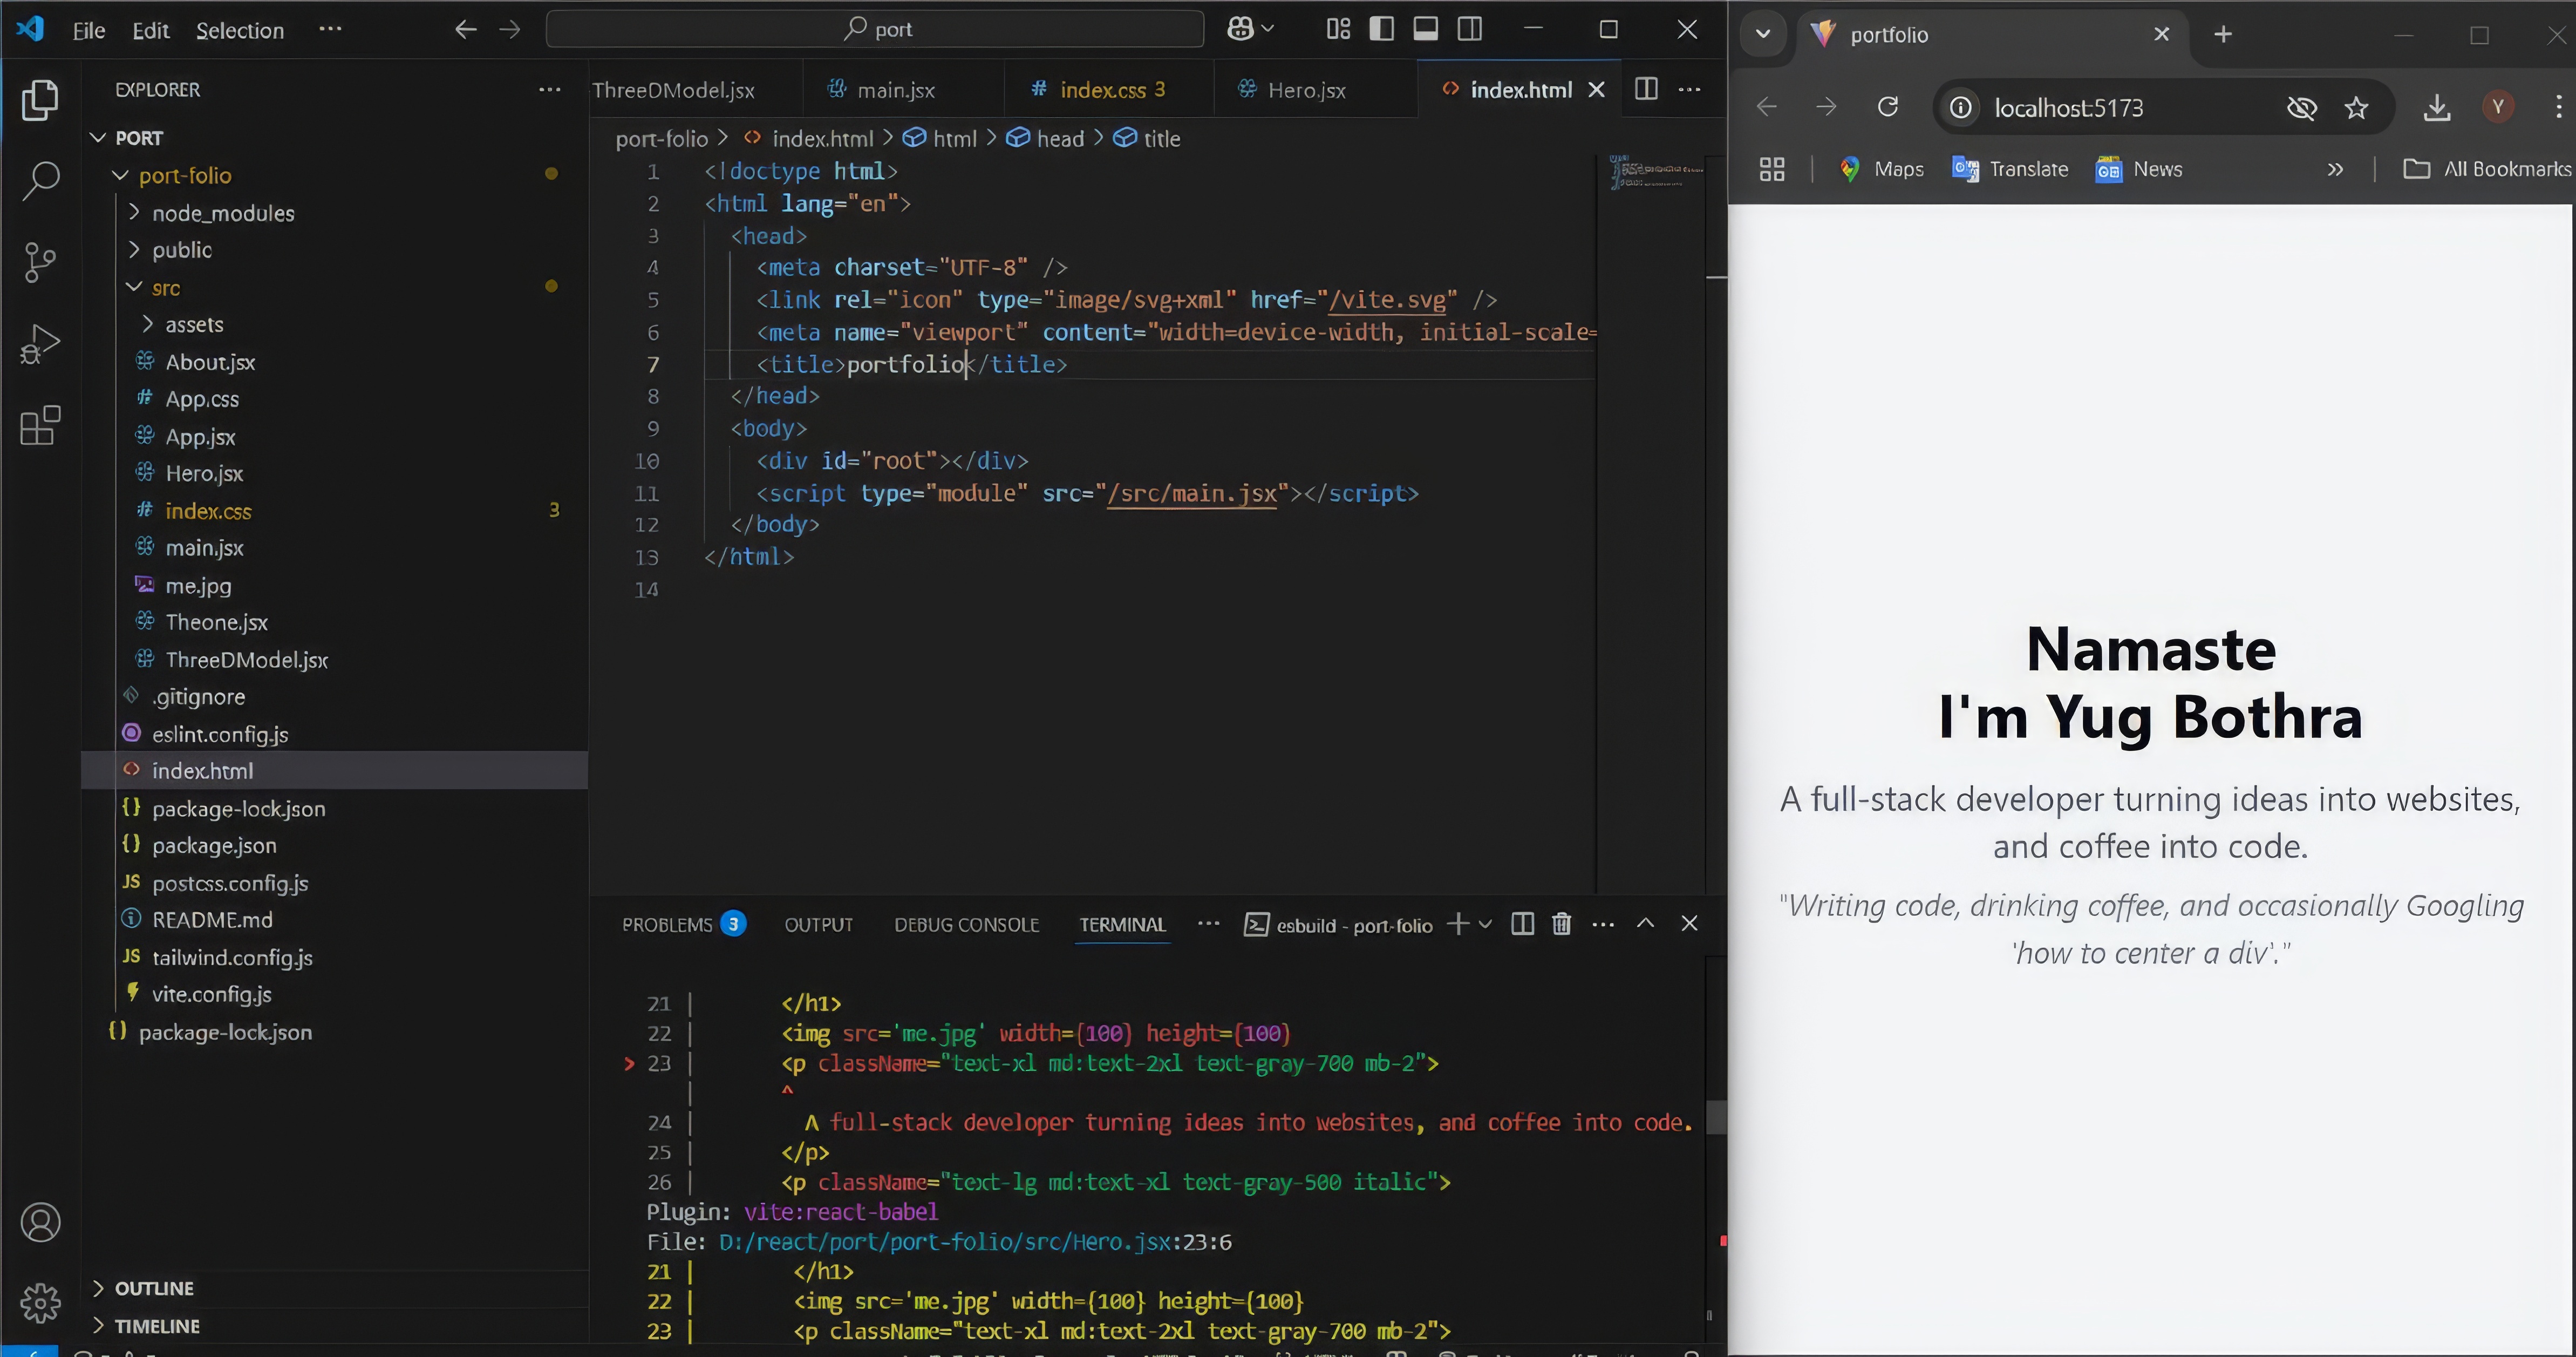 File Edit Selection ··· port
EXPLORER ···
PORT
port-folio
node_modules
public
src
assets
About.jsx
App.css
App.jsx
Hero.jsx
index.css 3
main.jsx
me.jpg
Theone.jsx
ThreeDModel.jsx
.gitignore
eslint.config.js
index.html
package-lock.json
package.json
postcss.config.js
README.md
tailwind.config.js
vite.config.js
package-lock.json
OUTLINE
TIMELINE
ThreeDModel.jsx main.jsx index.css 3 Hero.jsx index.html
port-folio > index.html > html > head > title
1 <!doctype html>
2 <html lang="en">
3 <head>
4 <meta charset="UTF-8" />
5 <link rel="icon" type="image/svg+xml" href="/vite.svg" />
6 <meta name="viewport" content="width=device-width, initial-scale=
7 <title>portfolio</title>
8 </head>
9 <body>
10 <div id="root"></div>
11 <script type="module" src="/src/main.jsx"></script>
12 </body>
13 </html>
14
PROBLEMS 3 OUTPUT DEBUG CONSOLE TERMINAL ··· esbuild - port-folio
21 | </h1>
22 | <img src='me.jpg' width={100} height={100}
> 23 | <p className="text-xl md:text-2xl text-gray-700 mb-2">
| ^
24 | A full-stack developer turning ideas into websites, and coffee into code.
25 | </p>
26 | <p className="text-lg md:text-xl text-gray-500 italic">
Plugin: vite:react-babel
File: D:/react/port/port-folio/src/Hero.jsx:23:6
21 | </h1>
22 | <img src='me.jpg' width={100} height={100}
23 | <p className="text-xl md:text-2xl text-gray-700 mb-2">
portfolio
localhost:5173 Y
Maps Translate News » All Bookmarks
Namaste
I'm Yug Bothra
A full-stack developer turning ideas into websites,
and coffee into code.
"Writing code, drinking coffee, and occasionally Googling
'how to center a div'."